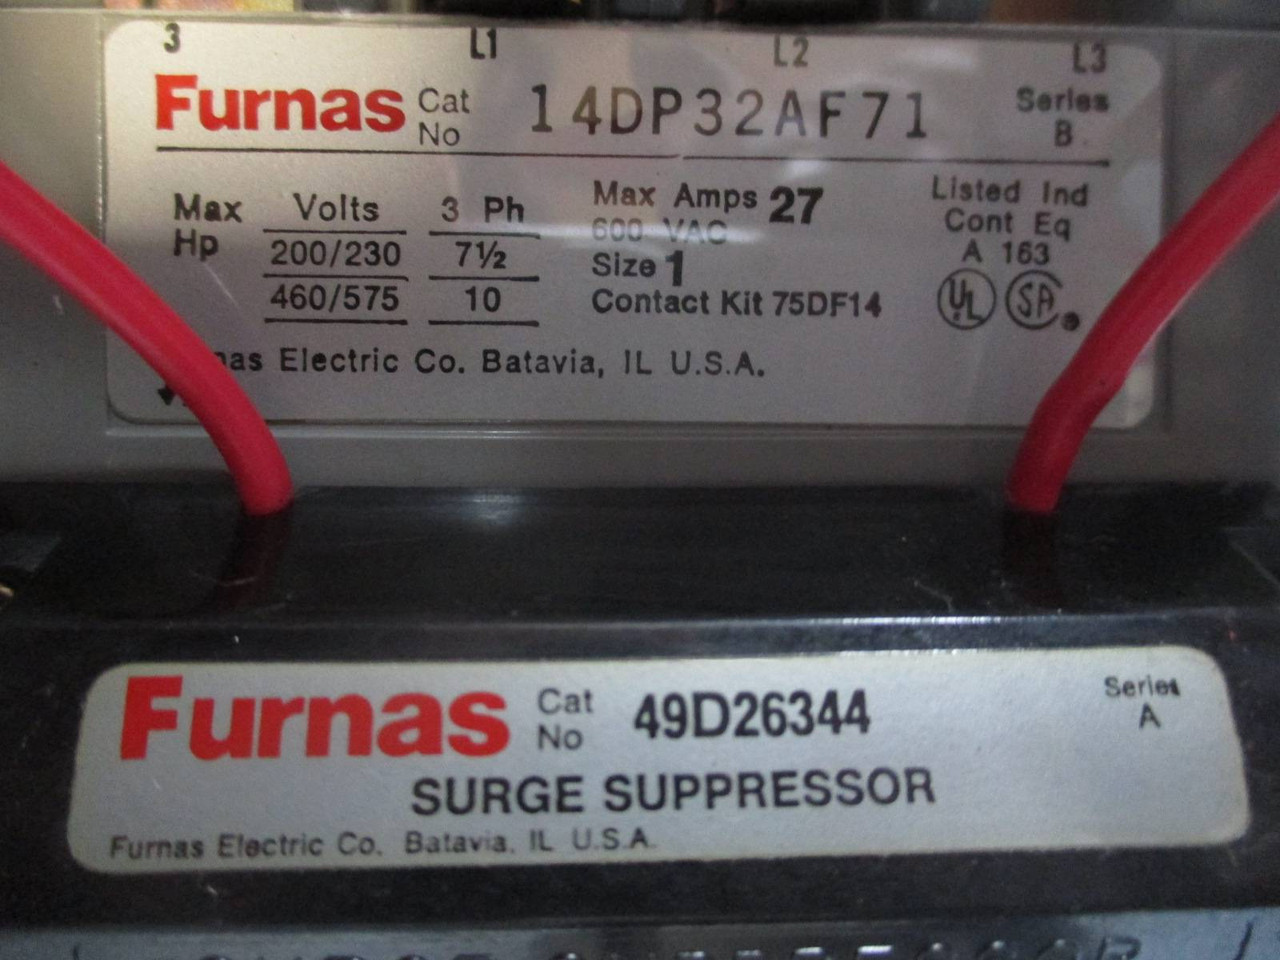 3 L1 L2 L3
Furnas Cat No 14DP32AF71 Series B
Max Hp Volts 3 Ph
200/230 7½
460/575 10
Max Amps 27
600 VAC
Size 1
Contact Kit 75DF14
Listed Ind
Cont Eq
A 163
UL SA
Electric Co. Batavia, IL U.S.A.
Furnas Cat No 49D26344 Series A
SURGE SUPPRESSOR
Furnas Electric Co. Batavia, IL U.S.A.